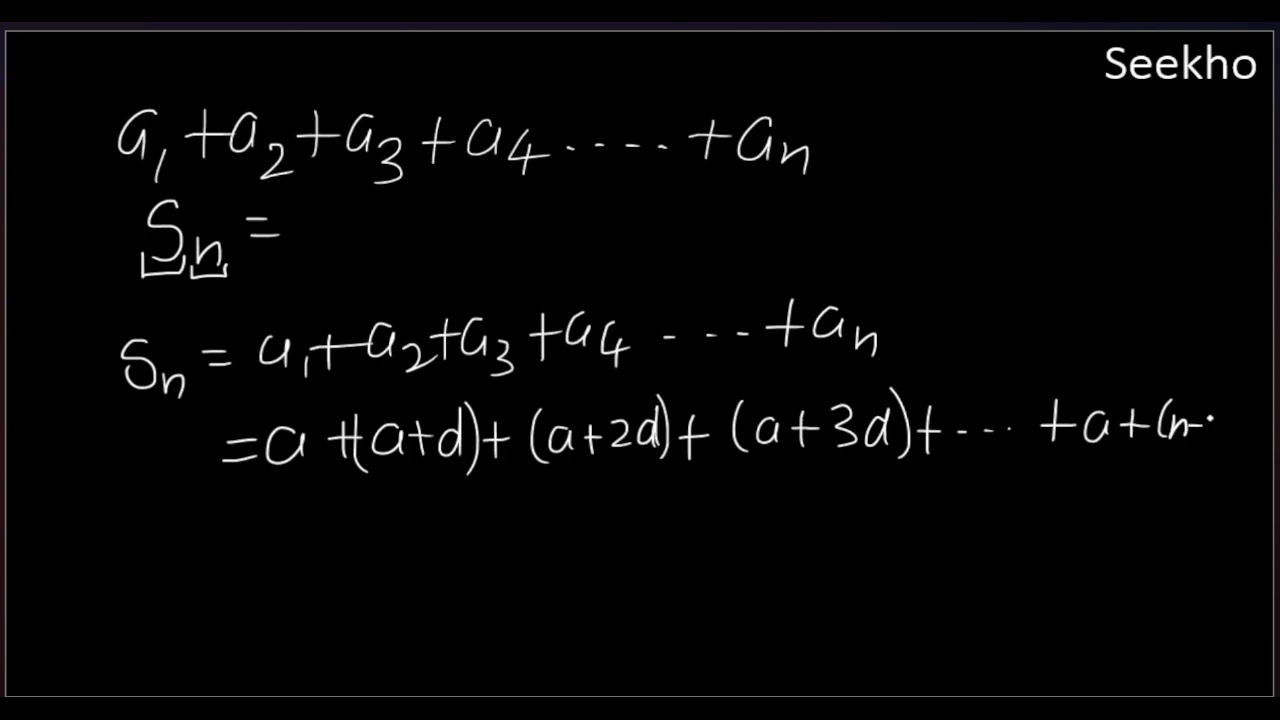 Seekho
a₁ + a₂ + a₃ + a₄ ..... + aₙ
Sₙ =
Sₙ = a₁ + a₂ + a₃ + a₄ - - - + aₙ
= a + (a+d) + (a+2d) + (a+3d) + - - .. + a + (n-